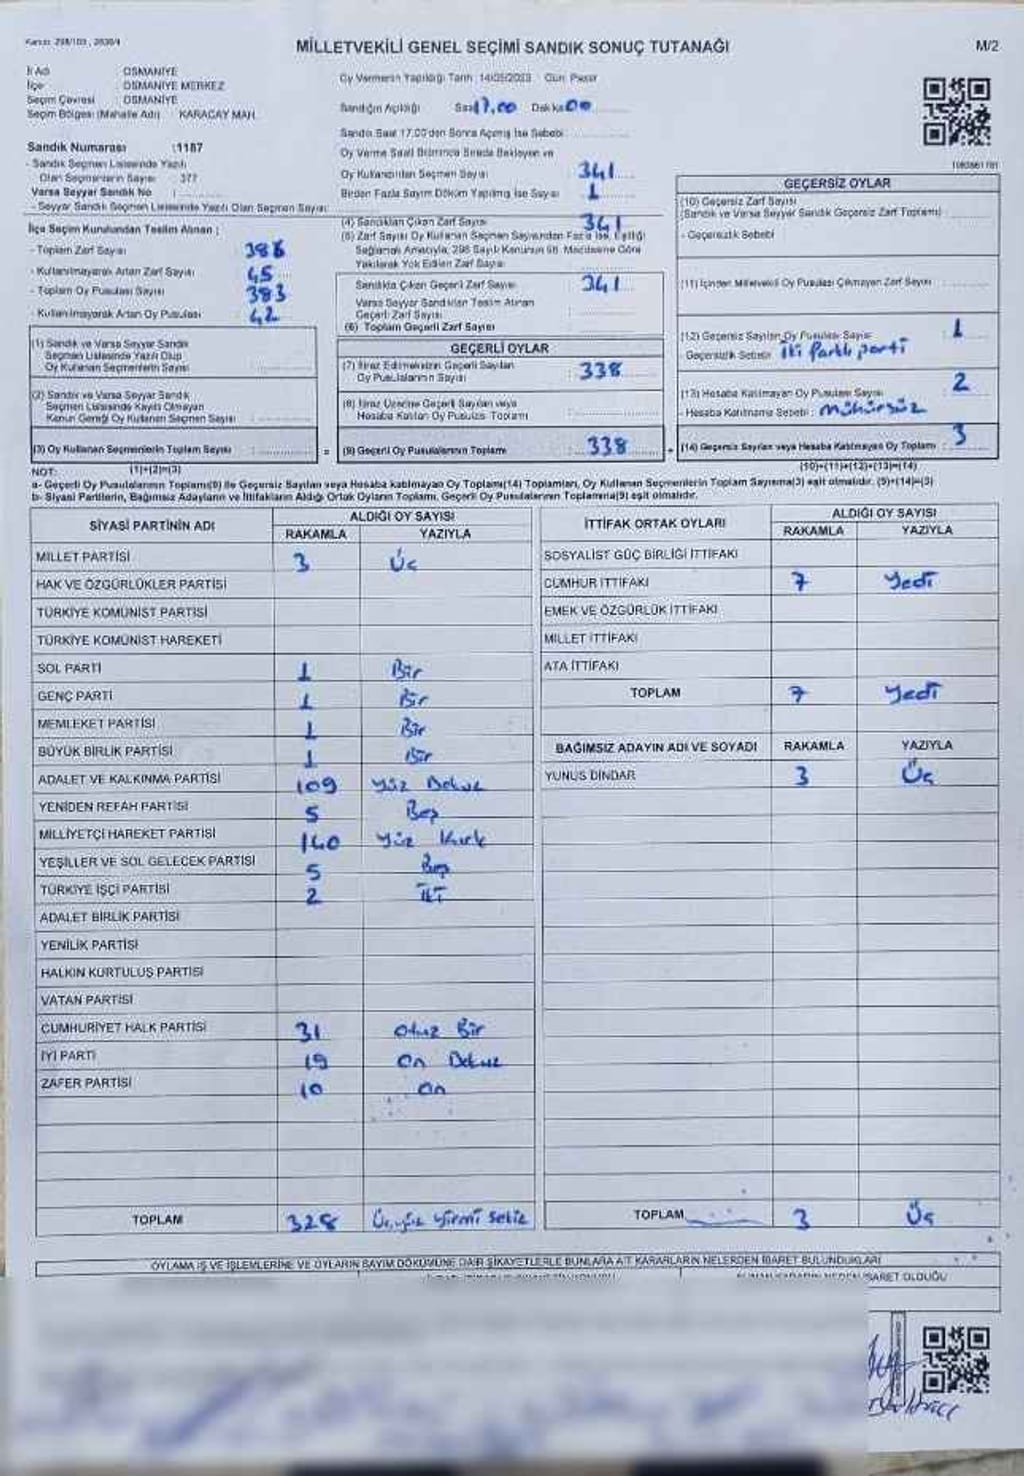 Kanun: 298/103, 2839/4
MİLLETVEKİLİ GENEL SEÇİMİ SANDIK SONUÇ TUTANAĞI
M/2
İl Adı : OSMANİYE
İlçe : OSMANİYE MERKEZ
Seçim Çevresi : OSMANİYE
Seçim Bölgesi (Mahalle Adı) : KARAÇAY MAH.
Sandık Numarası : 1187
- Sandık Seçmen Listesinde Yazılı
Olan Seçmenlerin Sayısı : 377
Varsa Seyyar Sandık No :
- Seyyar Sandık Seçmen Listesinde Yazılı Olan Seçmen Sayısı:
İlçe Seçim Kurulundan Teslim Alınan ;
- Toplam Zarf Sayısı : 386
- Kullanılmayarak Artan Zarf Sayısı : 45
- Toplam Oy Pusulası Sayısı : 383
- Kullanılmayarak Artan Oy Pusulası : 42
(1) Sandık ve Varsa Seyyar Sandık
Seçmen Listesinde Yazılı Olup
Oy Kullanan Seçmenlerin Sayısı
(2) Sandık ve Varsa Seyyar Sandık
Seçmen Listesinde Kayıtlı Olmayan
Kanun Gereği Oy Kullanan Seçmen Sayısı :
(3) Oy Kullanan Seçmenlerin Toplam Sayısı :
(1)+(2)=(3)
Oy Vermenin Yapıldığı Tarih : 14/05/2023 Gün: Pazar
Sandığın Açıldığı Saat 17.00 Dakika 00
Sandık Saat 17.00'den Sonra Açılmış İse Sebebi :
Oy Verme Saati Bitiminde Sırada Bekleyen ve
Oy Kullandırılan Seçmen Sayısı : 341
Birden Fazla Sayım Döküm Yapılmış İse Sayısı : 1
(4) Sandıktan Çıkan Zarf Sayısı : 341
(5) Zarf Sayısı Oy Kullanan Seçmen Sayısından Fazla İse, Eşitliği
Sağlamak Amacıyla, 298 Sayılı Kanunun 98. Maddesine Göre
Yakılarak Yok Edilen Zarf Sayısı :
Sandıkta Çıkan Geçerli Zarf Sayısı : 341
Varsa Seyyar Sandıktan Teslim Alınan
Geçerli Zarf Sayısı :
(6) Toplam Geçerli Zarf Sayısı
GEÇERLİ OYLAR
(7) İtiraz Edilmeksizin Geçerli Sayılan
Oy Pusulalarının Sayısı : 338
(8) İtiraz Üzerine Geçerli Sayılan veya
Hesaba Katılan Oy Pusulası Toplamı :
= (9) Geçerli Oy Pusulalarının Toplamı : 338 +
GEÇERSİZ OYLAR
(10) Geçersiz Zarf Sayısı
(Sandık ve Varsa Seyyar Sandık Geçersiz Zarf Toplamı) :
- Geçersizlik Sebebi :
(11) İçinden Milletvekili Oy Pusulası Çıkmayan Zarf Sayısı :
(12) Geçersiz Sayılan Oy Pusulası Sayısı : 1
Geçersizlik Sebebi : İki Farklı parti
(13) Hesaba Katılmayan Oy Pusulası Sayısı : 2
- Hesaba Katılmama Sebebi : Mühürsüz
(14) Geçersiz Sayılan veya Hesaba Katılmayan Oy Toplamı : 3
(10)+(11)+(12)+(13)=(14)
NOT:
a- Geçerli Oy Pusulalarının Toplamı(9) ile Geçersiz Sayılan veya Hesaba katılmayan Oy Toplamı(14) Toplamları, Oy Kullanan Seçmenlerin Toplam Sayısına(3) eşit olmalıdır. (9)+(14)=(3)
b- Siyasi Partilerin, Bağımsız Adayların ve İttifakların Aldığı Ortak Oyların Toplamı, Geçerli Oy Pusulalarının Toplamına(9) eşit olmalıdır.
SİYASİ PARTİNİN ADI
ALDIĞI OY SAYISI
RAKAMLA YAZIYLA
MİLLET PARTİSİ 3 Üç
HAK VE ÖZGÜRLÜKLER PARTİSİ
TÜRKİYE KOMÜNİST PARTİSİ
TÜRKİYE KOMÜNİST HAREKETİ
SOL PARTİ 1 Bir
GENÇ PARTİ 1 Bir
MEMLEKET PARTİSİ 1 Bir
BÜYÜK BİRLİK PARTİSİ 1 Bir
ADALET VE KALKINMA PARTİSİ 109 Yüz Dokuz
YENİDEN REFAH PARTİSİ 5 Beş
MİLLİYETÇİ HAREKET PARTİSİ 140 Yüz Kırk
YEŞİLLER VE SOL GELECEK PARTİSİ 5 Beş
TÜRKİYE İŞÇİ PARTİSİ 2 İki
ADALET BİRLİK PARTİSİ
YENİLİK PARTİSİ
HALKIN KURTULUŞ PARTİSİ
VATAN PARTİSİ
CUMHURİYET HALK PARTİSİ 31 Otuz Bir
İYİ PARTİ 19 On Dokuz
ZAFER PARTİSİ 10 On
TOPLAM 328 Üçyüz Yirmi Sekiz
İTTİFAK ORTAK OYLARI
ALDIĞI OY SAYISI
RAKAMLA YAZIYLA
SOSYALİST GÜÇ BİRLİĞİ İTTİFAKI
CUMHUR İTTİFAKI 7 Yedi
EMEK VE ÖZGÜRLÜK İTTİFAKI
MİLLET İTTİFAKI
ATA İTTİFAKI
TOPLAM 7 Yedi
BAĞIMSIZ ADAYIN ADI VE SOYADI RAKAMLA YAZIYLA
YUNUS DİNDAR 3 Üç
TOPLAM 3 Üç
OYLAMA İŞ VE İŞLEMLERİNE VE OYLARIN SAYIM DÖKÜMÜNE DAİR ŞİKAYETLERLE BUNLARA AİT KARARLARIN NELERDEN İBARET BULUNDUKLARI